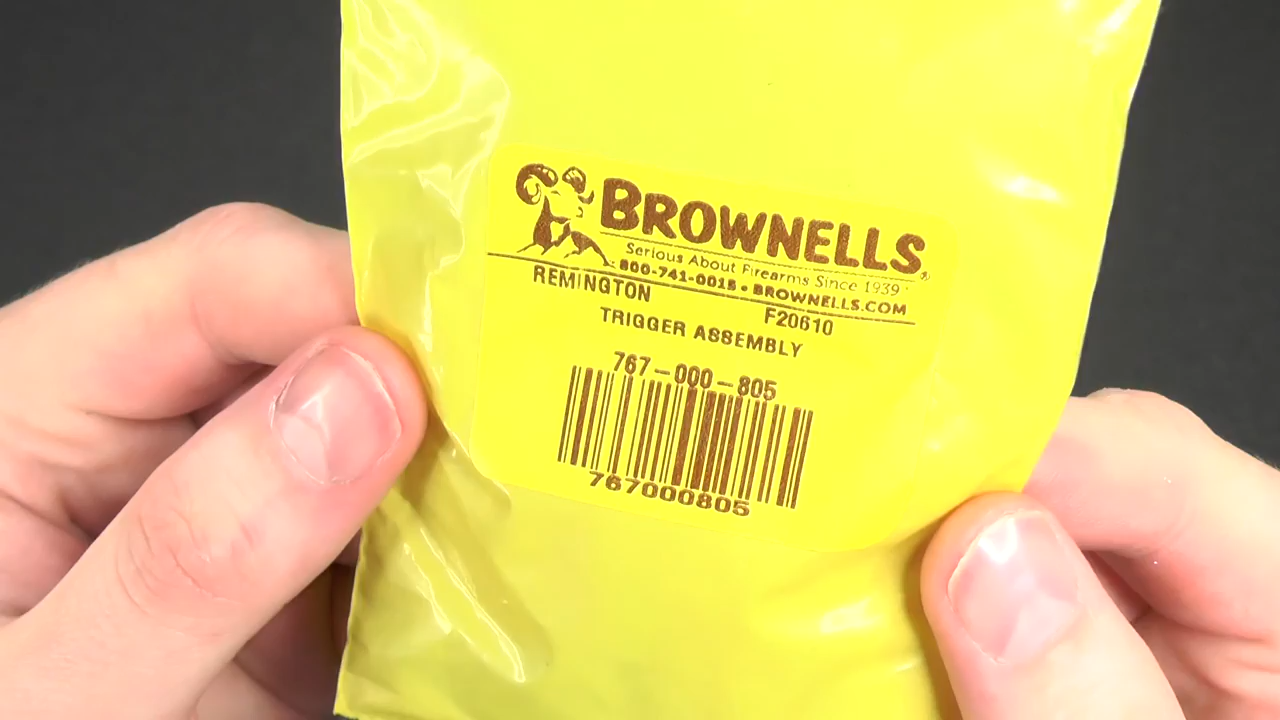 BROWNELLS®
Serious About Firearms Since 1939
800-741-0015 • BROWNELLS.COM
REMINGTON F20610
TRIGGER ASSEMBLY
767-000-805
767000805